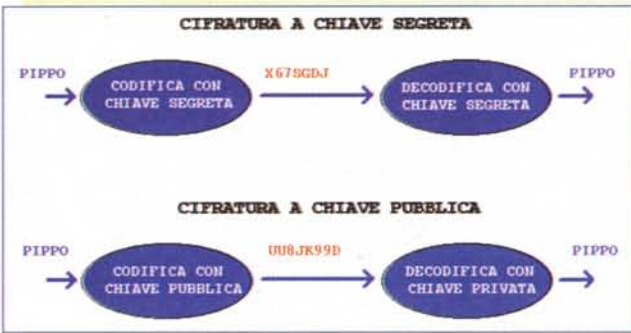 CIFRATURA A CHIAVE SEGRETA
PIPPO
CODIFICA CON
CHIAVE SEGRETA
X67SGDJ
DECODIFICA CON
CHIAVE SEGRETA
PIPPO
CIFRATURA A CHIAVE PUBBLICA
PIPPO
CODIFICA CON
CHIAVE PUBBLICA
UU8JK99D
DECODIFICA CON
CHIAVE PRIVATA
PIPPO